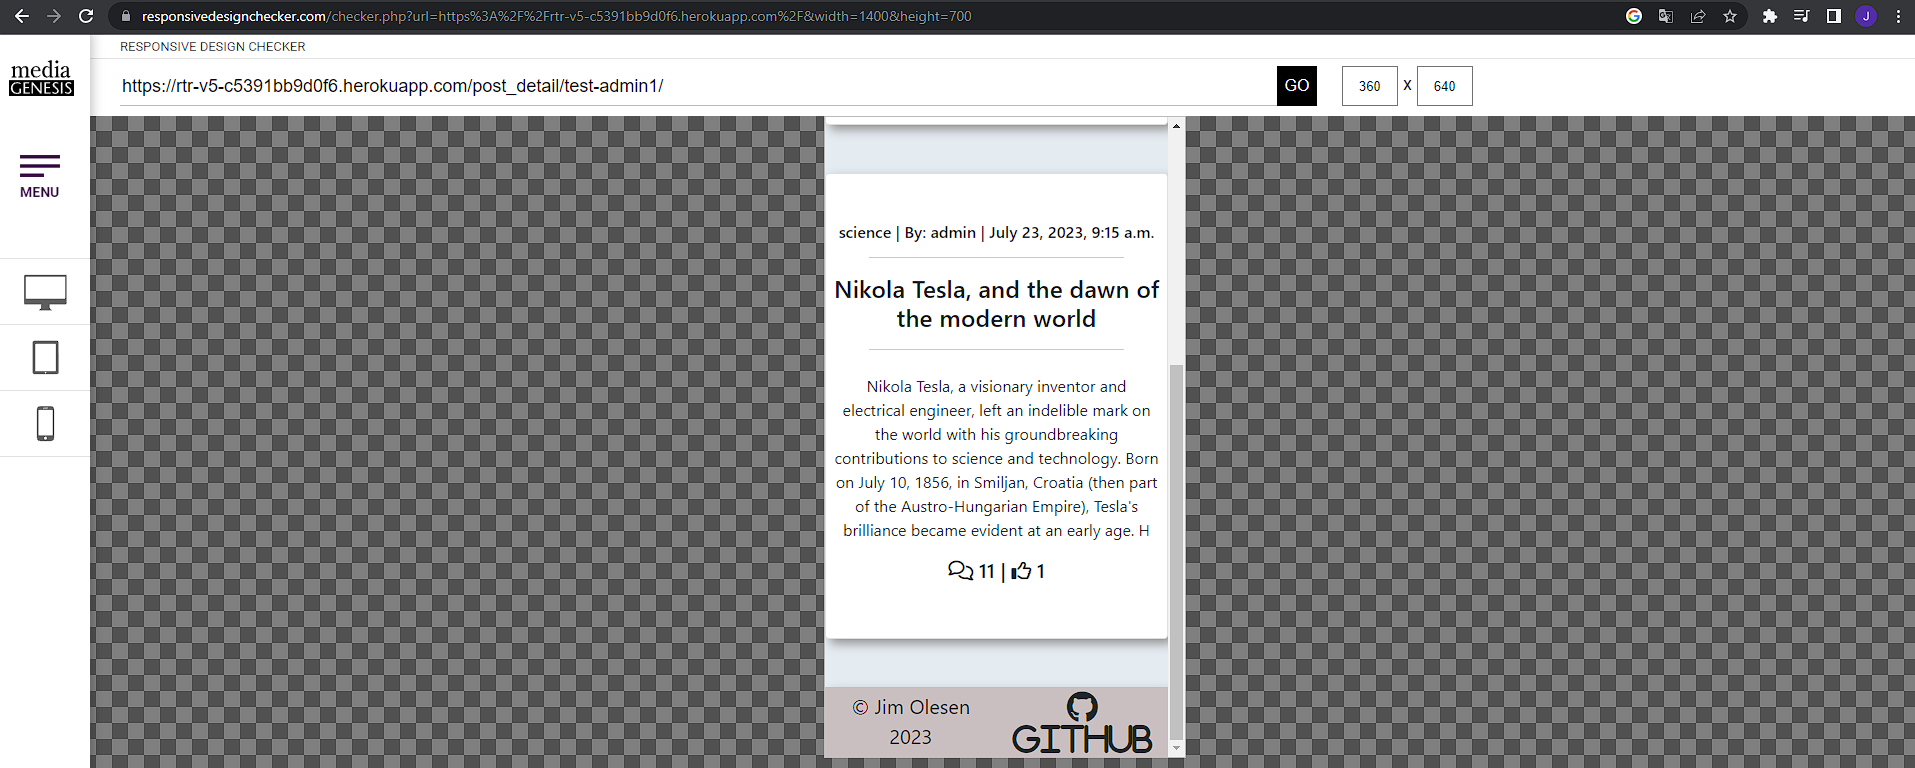 responsivedesignchecker.com/checker.php?url=https%3A%2F%2Frtr-v5-c5391bb9d0f6.herokuapp.com%2F&width=1400&height=700
J
RESPONSIVE DESIGN CHECKER
media
GENESIS
https://rtr-v5-c5391bb9d0f6.herokuapp.com/post_detail/test-admin1/
GO
360 X 640
MENU
science | By: admin | July 23, 2023, 9:15 a.m.
Nikola Tesla, and the dawn of
the modern world
Nikola Tesla, a visionary inventor and
electrical engineer, left an indelible mark on
the world with his groundbreaking
contributions to science and technology. Born
on July 10, 1856, in Smiljan, Croatia (then part
of the Austro-Hungarian Empire), Tesla's
brilliance became evident at an early age. H
11 | 1
© Jim Olesen
2023
GITHUB